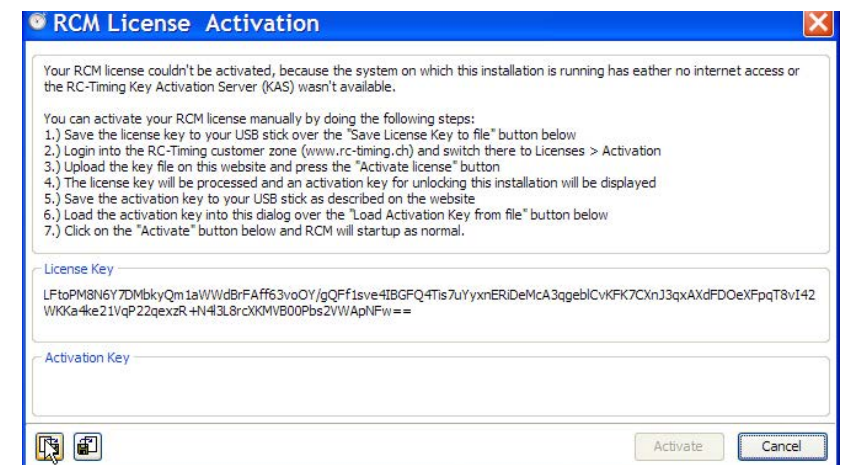 RCM License Activation
Your RCM license couldn't be activated, because the system on which this installation is running has eather no internet access or
the RC-Timing Key Activation Server (KAS) wasn't available.
You can activate your RCM license manually by doing the following steps:
1.) Save the license key to your USB stick over the "Save License Key to file" button below
2.) Login into the RC-Timing customer zone (www.rc-timing.ch) and switch there to Licenses > Activation
3.) Upload the key file on this website and press the "Activate license" button
4.) The license key will be processed and an activation key for unlocking this installation will be displayed
5.) Save the activation key to your USB stick as described on the website
6.) Load the activation key into this dialog over the "Load Activation Key from file" button below
7.) Click on the "Activate" button below and RCM will startup as normal.
License Key
LFtoPM8N6Y7DMbkyQm1aWWdBrFAff63voOY/gQFf1sve4IBGFQ4Tis7uYyxnERiDeMcA3qgeblCvKFK7CXnJ3qxAXdFDOeXFpqT8vI42
WKKa4ke21VqP22qexzR+N4l3L8rcXKMVB00Pbs2VWApNFw==
Activation Key
Activate
Cancel